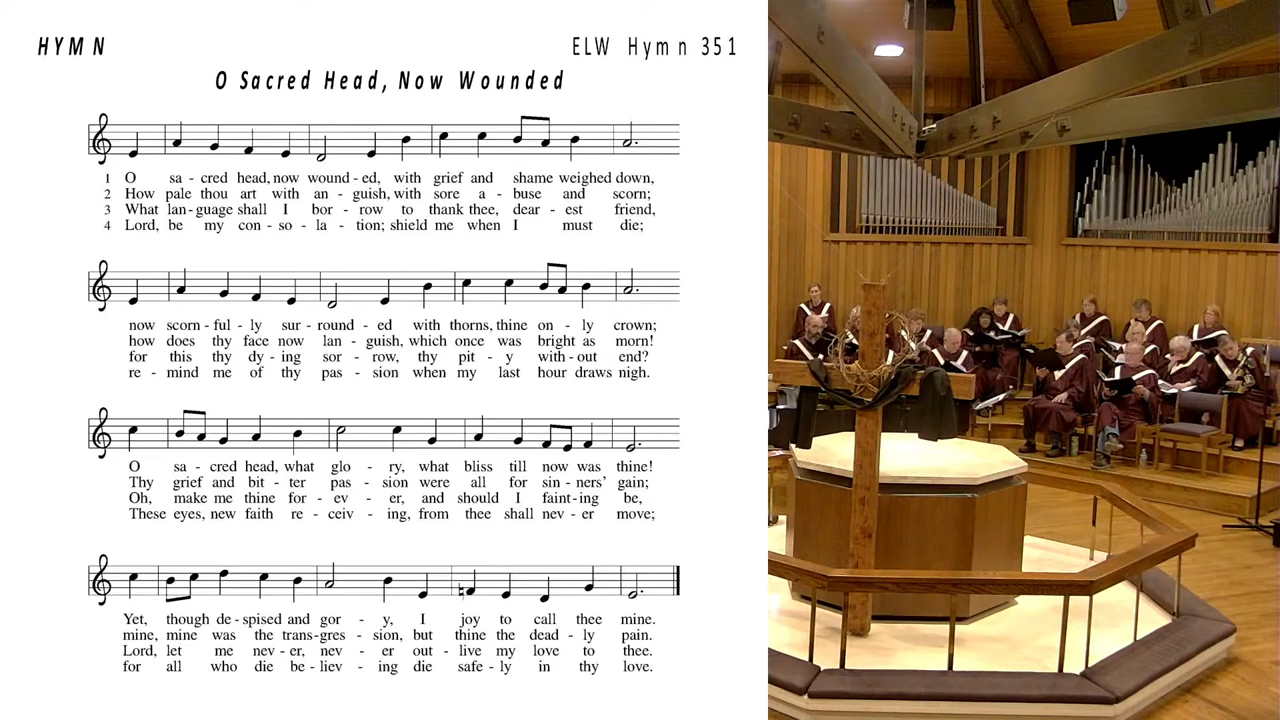 HYMN
ELW Hymn 351
O Sacred Head, Now Wounded
1 O sa - cred head, now wound - ed, with grief and shame weighed down,
2 How pale thou art with an - guish, with sore a - buse and scorn;
3 What lan - guage shall I bor - row to thank thee, dear - est friend,
4 Lord, be my con - so - la - tion; shield me when I must die;
now scorn - ful - ly sur - round - ed with thorns, thine on - ly crown;
how does thy face now lan - guish, which once was bright as morn!
for this thy dy - ing sor - row, thy pit - y with - out end?
re - mind me of thy pas - sion when my last hour draws nigh.
O sa - cred head, what glo - ry, what bliss till now was thine!
Thy grief and bit - ter pas - sion were all for sin - ners' gain;
Oh, make me thine for - ev - er, and should I faint - ing be,
These eyes, new faith re - ceiv - ing, from thee shall nev - er move;
Yet, though de - spised and gor - y, I joy to call thee mine.
mine, mine was the trans - gres - sion, but thine the dead - ly pain.
Lord, let me nev - er, nev - er out - live my love to thee.
for all who die be - liev - ing die safe - ly in thy love.